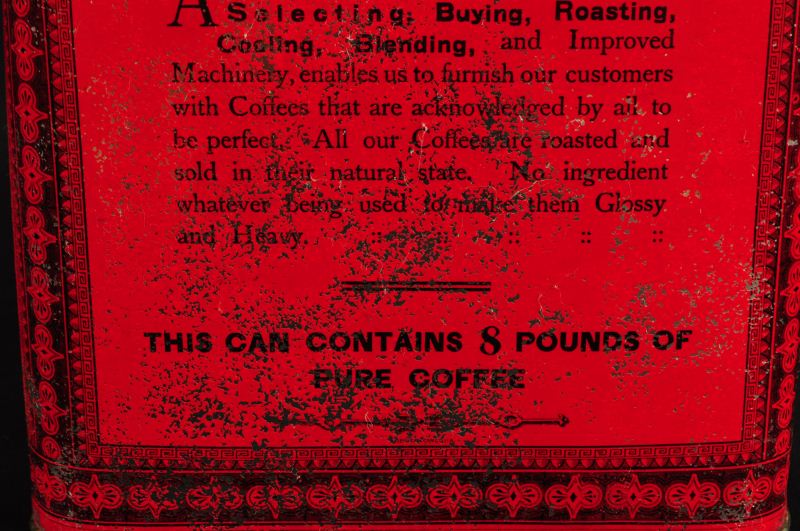 A Selecting, Buying, Roasting,
Cooling, Blending, and Improved
Machinery, enables us to furnish our customers
with Coffees that are acknowledged by all to
be perfect. All our Coffees are roasted and
sold in their natural state. No ingredient
whatever being used to make them Glossy
and Heavy. :: :: :: :: ::
THIS CAN CONTAINS 8 POUNDS OF
PURE COFFEE